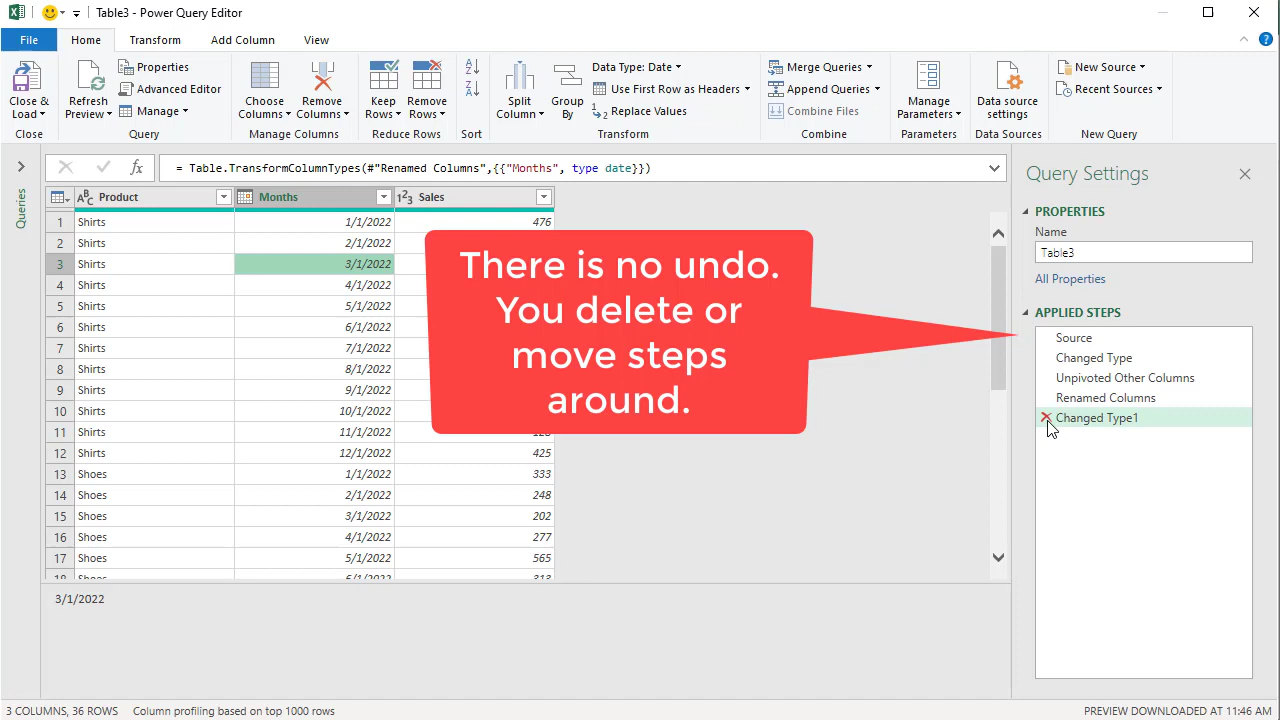 Table3 - Power Query Editor
File Home Transform Add Column View
Close & Load
Close
Refresh Preview
Properties
Advanced Editor
Manage
Query
Choose Columns
Remove Columns
Manage Columns
Keep Rows
Remove Rows
Reduce Rows
Sort
Split Column
Group By
Data Type: Date
Use First Row as Headers
Replace Values
Transform
Merge Queries
Append Queries
Combine Files
Combine
Manage Parameters
Parameters
Data source settings
Data Sources
New Source
Recent Sources
New Query
Queries
fx = Table.TransformColumnTypes(#"Renamed Columns",{{"Months", type date}})
Product Months Sales
1 Shirts 1/1/2022 476
2 Shirts 2/1/2022
3 Shirts 3/1/2022
4 Shirts 4/1/2022
5 Shirts 5/1/2022
6 Shirts 6/1/2022
7 Shirts 7/1/2022
8 Shirts 8/1/2022
9 Shirts 9/1/2022
10 Shirts 10/1/2022
11 Shirts 11/1/2022
12 Shirts 12/1/2022 425
13 Shoes 1/1/2022 333
14 Shoes 2/1/2022 248
15 Shoes 3/1/2022 202
16 Shoes 4/1/2022 277
17 Shoes 5/1/2022 565
18 Shoes 6/1/2022 313
There is no undo.
You delete or
move steps
around.
3/1/2022
Query Settings
PROPERTIES
Name
Table3
All Properties
APPLIED STEPS
Source
Changed Type
Unpivoted Other Columns
Renamed Columns
Changed Type1
3 COLUMNS, 36 ROWS Column profiling based on top 1000 rows
PREVIEW DOWNLOADED AT 11:46 AM